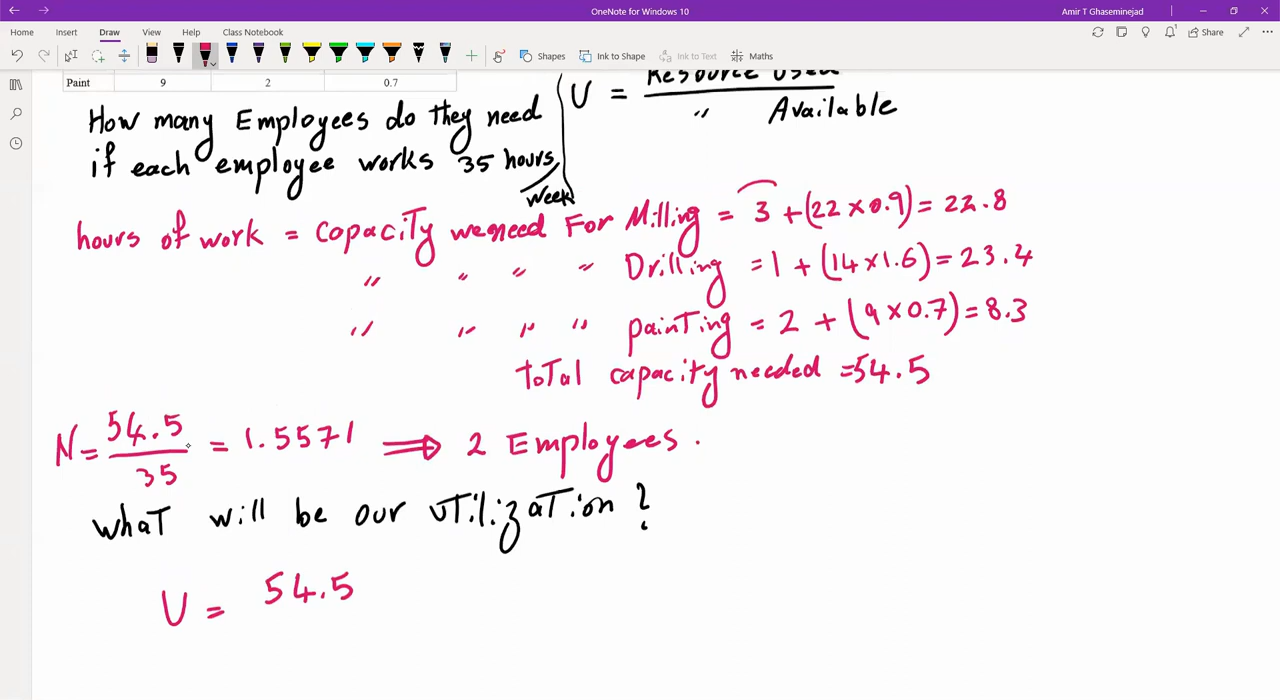 OneNote for Windows 10
Amir T Ghaseminejad
Home Insert Draw View Help Class Notebook
Share
Shapes Ink to Shape Ink to Text Maths
Paint 9 2 0.7
U = Resource Used
" Available
How many Employees do they need
if each employee works 35 hours
Week
hours of work = capacity we need For Milling = 3 + (22 × 0.9) = 22.8
" " " " Drilling = 1 + (14 × 1.6) = 23.4
" " " " painting = 2 + (9 × 0.7) = 8.3
total capacity needed = 54.5
N = 54.5 / 35 = 1.5571 ⟹ 2 Employees.
What will be our utilization?
U = 54.5